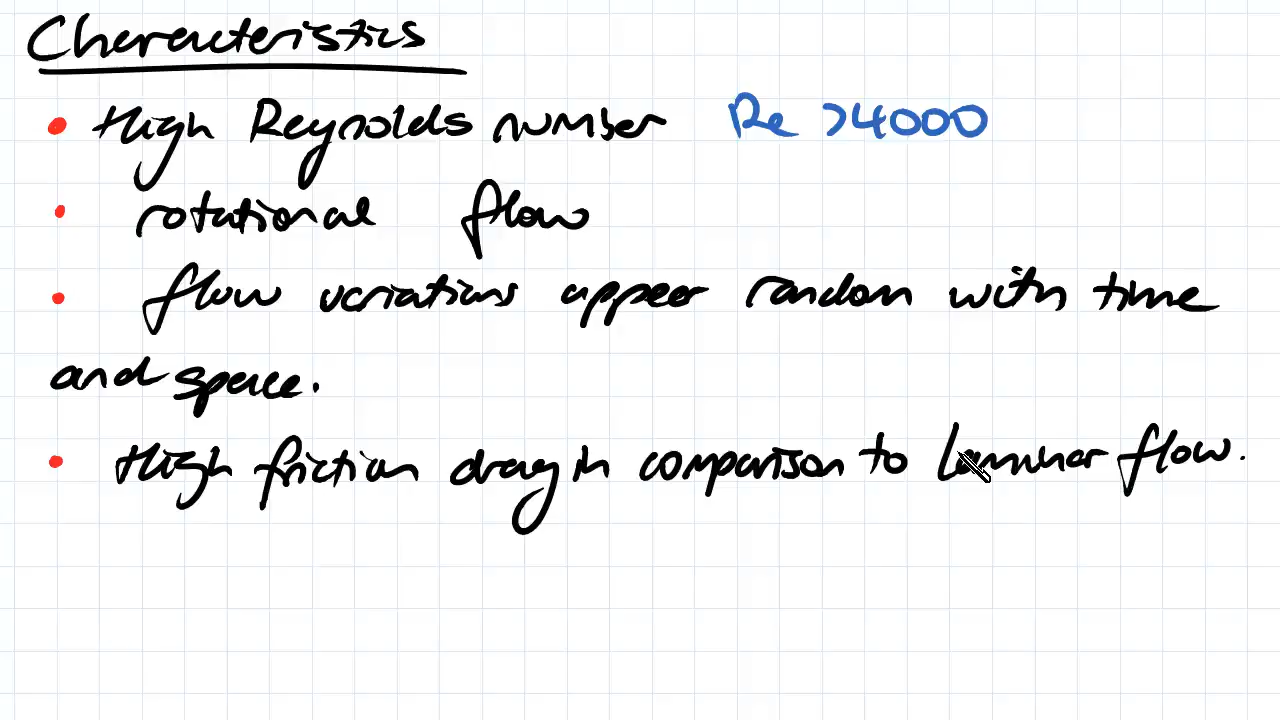 Characteristics
• High Reynolds number Re >4000
• rotational flow
• flow variations appear random with time
and space.
• High friction drag in comparison to laminar flow.